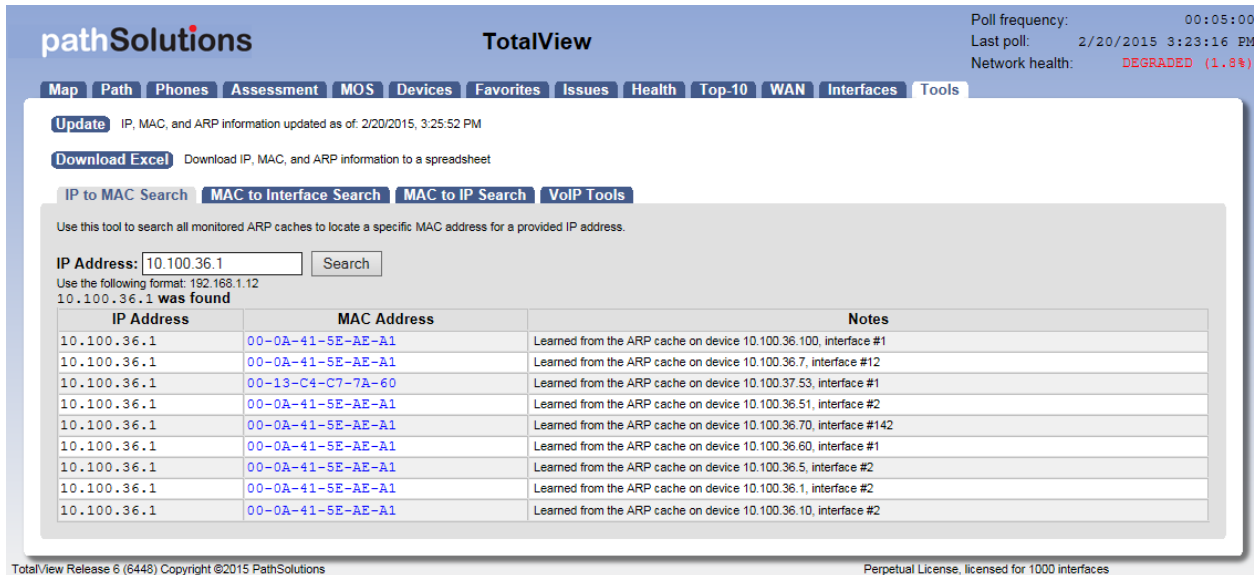 pathSolutions
TotalView
Poll frequency: 00:05:00
Last poll: 2/20/2015 3:23:16 PM
Network health: DEGRADED (1.8%)
Map Path Phones Assessment MOS Devices Favorites Issues Health Top-10 WAN Interfaces Tools
Update IP, MAC, and ARP information updated as of: 2/20/2015, 3:25:52 PM
Download Excel Download IP, MAC, and ARP information to a spreadsheet
IP to MAC Search MAC to Interface Search MAC to IP Search VoIP Tools
Use this tool to search all monitored ARP caches to locate a specific MAC address for a provided IP address.
IP Address: 10.100.36.1 Search
Use the following format: 192.168.1.12
10.100.36.1 was found
IP Address MAC Address Notes
10.100.36.1 00-0A-41-5E-AE-A1 Learned from the ARP cache on device 10.100.36.100, interface #1
10.100.36.1 00-0A-41-5E-AE-A1 Learned from the ARP cache on device 10.100.36.7, interface #12
10.100.36.1 00-13-C4-C7-7A-60 Learned from the ARP cache on device 10.100.37.53, interface #1
10.100.36.1 00-0A-41-5E-AE-A1 Learned from the ARP cache on device 10.100.36.51, interface #2
10.100.36.1 00-0A-41-5E-AE-A1 Learned from the ARP cache on device 10.100.36.70, interface #142
10.100.36.1 00-0A-41-5E-AE-A1 Learned from the ARP cache on device 10.100.36.60, interface #1
10.100.36.1 00-0A-41-5E-AE-A1 Learned from the ARP cache on device 10.100.36.5, interface #2
10.100.36.1 00-0A-41-5E-AE-A1 Learned from the ARP cache on device 10.100.36.1, interface #2
10.100.36.1 00-0A-41-5E-AE-A1 Learned from the ARP cache on device 10.100.36.10, interface #2
TotalView Release 6 (6448) Copyright ©2015 PathSolutions
Perpetual License, licensed for 1000 interfaces